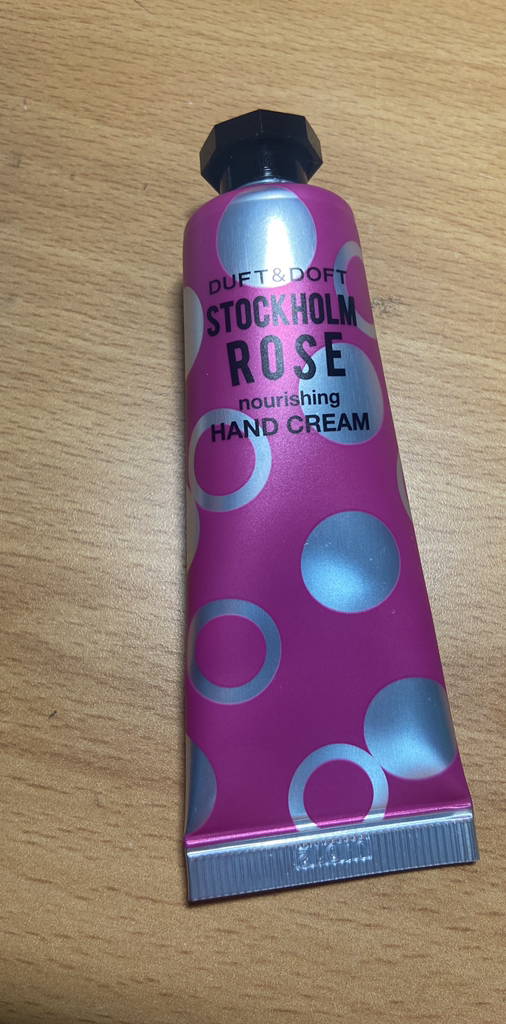 DUFT&DOFT
STOCKHOLM
ROSE
nourishing
HAND CREAM